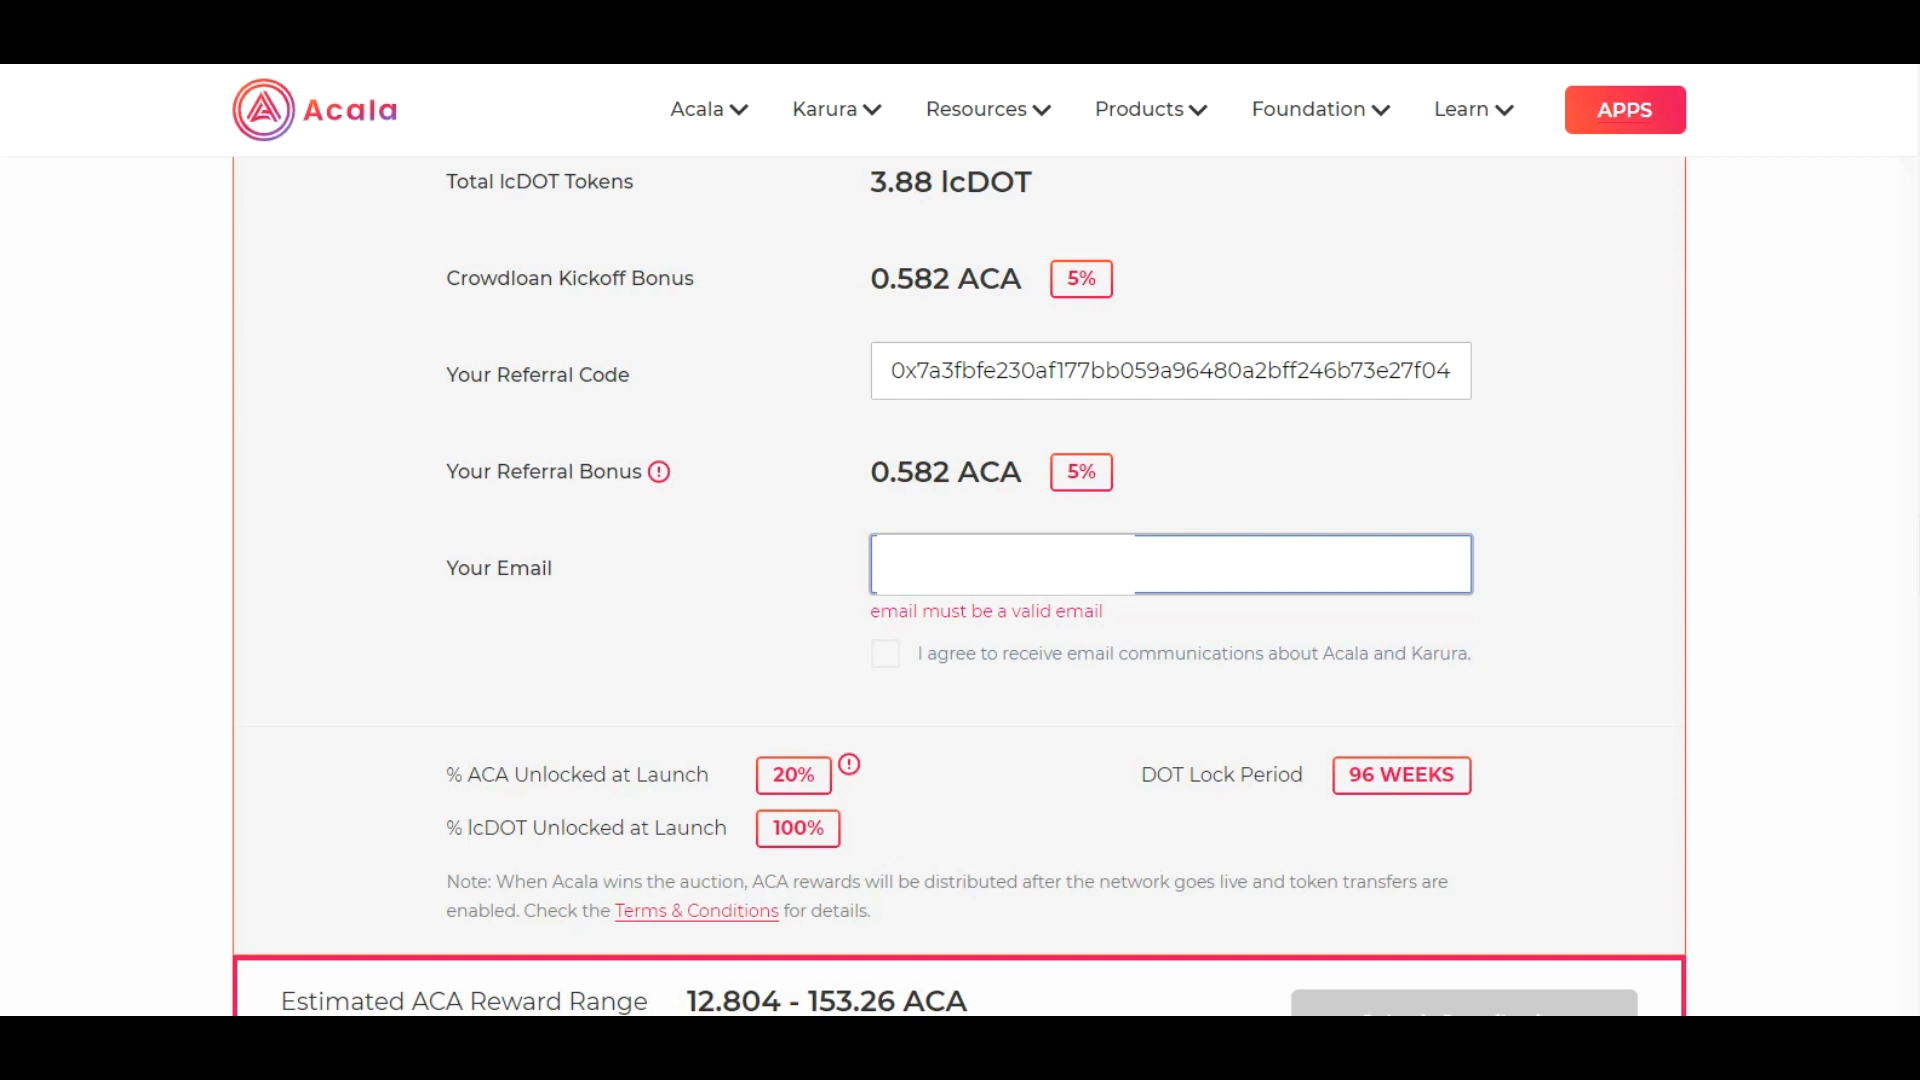 Acala Acala Karura Resources Products Foundation Learn APPS
Total lcDOT Tokens 3.88 lcDOT
Crowdloan Kickoff Bonus 0.582 ACA 5%
Your Referral Code 0x7a3fbfe230af177bb059a96480a2bff246b73e27f04
Your Referral Bonus 0.582 ACA 5%
Your Email
email must be a valid email
I agree to receive email communications about Acala and Karura.
% ACA Unlocked at Launch 20% DOT Lock Period 96 WEEKS
% lcDOT Unlocked at Launch 100%
Note: When Acala wins the auction, ACA rewards will be distributed after the network goes live and token transfers are
enabled. Check the Terms & Conditions for details.
Estimated ACA Reward Range 12.804 - 153.26 ACA